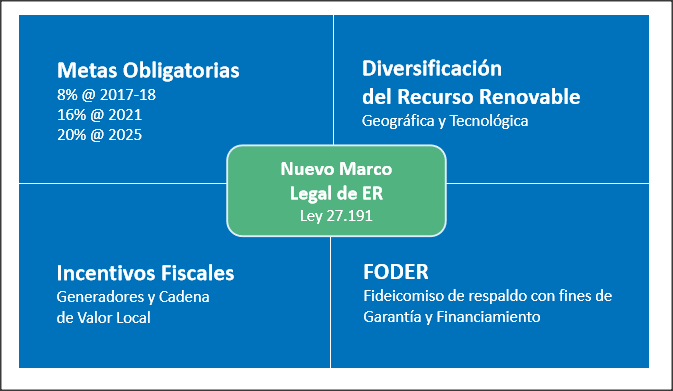 Metas Obligatorias
8% @ 2017-18
16% @ 2021
20% @ 2025
Diversificación
del Recurso Renovable
Geográfica y Tecnológica
Nuevo Marco
Legal de ER
Ley 27.191
Incentivos Fiscales
Generadores y Cadena
de Valor Local
FODER
Fideicomiso de respaldo con fines de
Garantía y Financiamiento